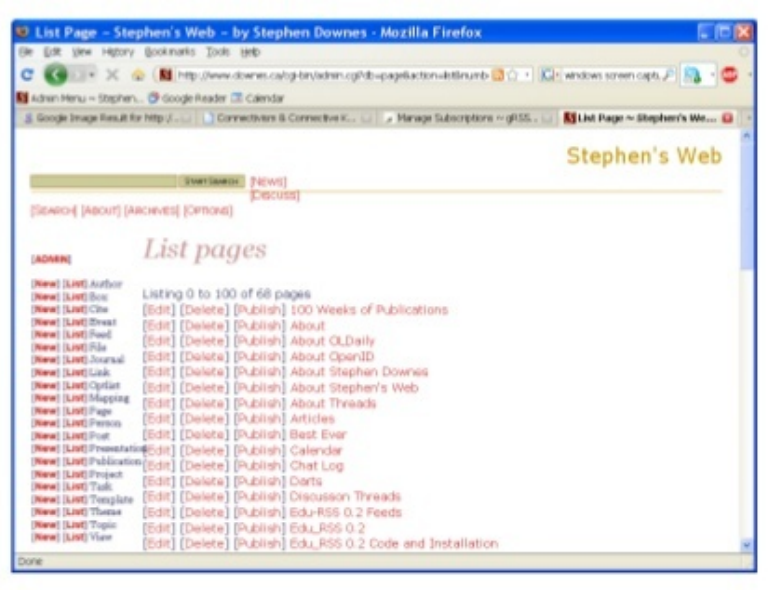 List Page - Stephen's Web - by Stephen Downes - Mozilla Firefox
File Edit View History Bookmarks Tools Help
http://www.downes.ca/cgi-bin/admin.cgi?db=page&action=list&numb
windows screen captu
Admin Menu ~ Stephen... Google Reader Calendar
Google Image Result for http:/... Connectivism & Connective K... Manage Subscriptions ~ gRSS... List Page ~ Stephen's We...
Stephen's Web
Start Search [News]
[Discuss]
[Search] [About] [Archives] [Options]
List pages
[Admin]
[New] [List] Author
[New] [List] Box
[New] [List] Cite
[New] [List] Event
[New] [List] Feed
[New] [List] File
[New] [List] Journal
[New] [List] Link
[New] [List] Optlist
[New] [List] Mapping
[New] [List] Page
[New] [List] Person
[New] [List] Post
[New] [List] Presentation
[New] [List] Publication
[New] [List] Project
[New] [List] Task
[New] [List] Template
[New] [List] Theme
[New] [List] Topic
[New] [List] View
Listing 0 to 100 of 68 pages
[Edit] [Delete] [Publish] 100 Weeks of Publications
[Edit] [Delete] [Publish] About
[Edit] [Delete] [Publish] About OLDaily
[Edit] [Delete] [Publish] About OpenID
[Edit] [Delete] [Publish] About Stephen Downes
[Edit] [Delete] [Publish] About Stephen's Web
[Edit] [Delete] [Publish] About Threads
[Edit] [Delete] [Publish] Articles
[Edit] [Delete] [Publish] Best Ever
[Edit] [Delete] [Publish] Calendar
[Edit] [Delete] [Publish] Chat Log
[Edit] [Delete] [Publish] Darts
[Edit] [Delete] [Publish] Discusson Threads
[Edit] [Delete] [Publish] Edu-RSS 0.2 Feeds
[Edit] [Delete] [Publish] Edu_RSS 0.2
[Edit] [Delete] [Publish] Edu_RSS 0.2 Code and Installation
Done